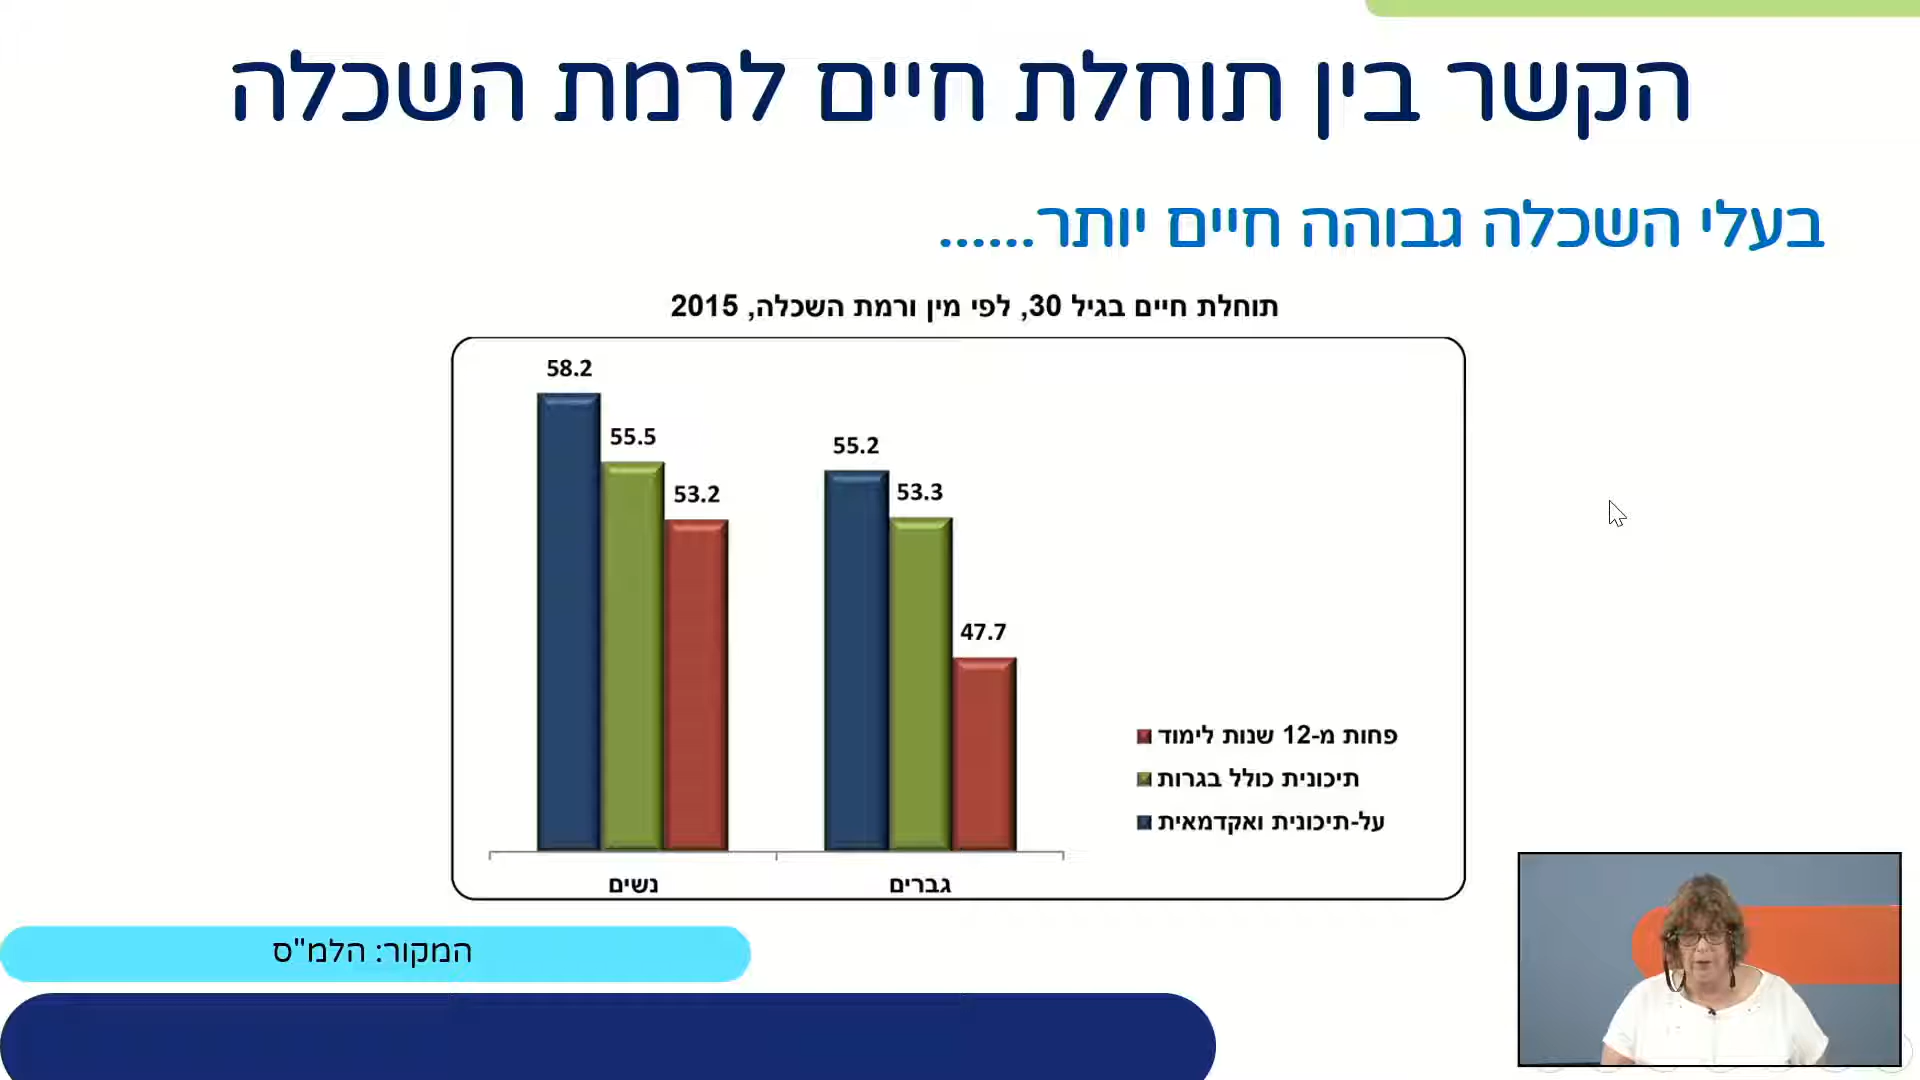 הקשר בין תוחלת חיים לרמת השכלה
בעלי השכלה גבוהה חיים יותר......
תוחלת חיים בגיל 30, לפי מין ורמת השכלה, 2015
58.2
55.5
53.2
55.2
53.3
47.7
פחות מ-12 שנות לימוד
תיכונית כולל בגרות
על-תיכונית ואקדמאית
גברים
נשים
המקור: הלמ"ס